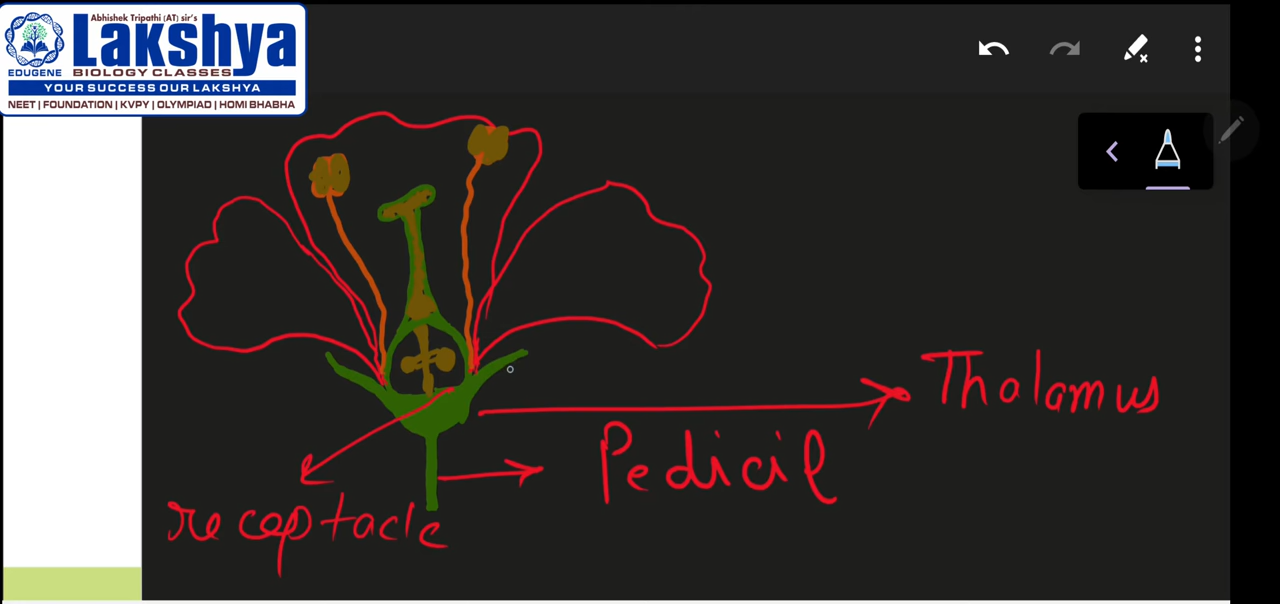 Abhishek Tripathi (AT) sir's
Lakshya
EDUGENE
BIOLOGY CLASSES
YOUR SUCCESS OUR LAKSHYA
NEET | FOUNDATION | KVPY | OLYMPIAD | HOMI BHABHA
Thalamus
Pedicil
receptacle